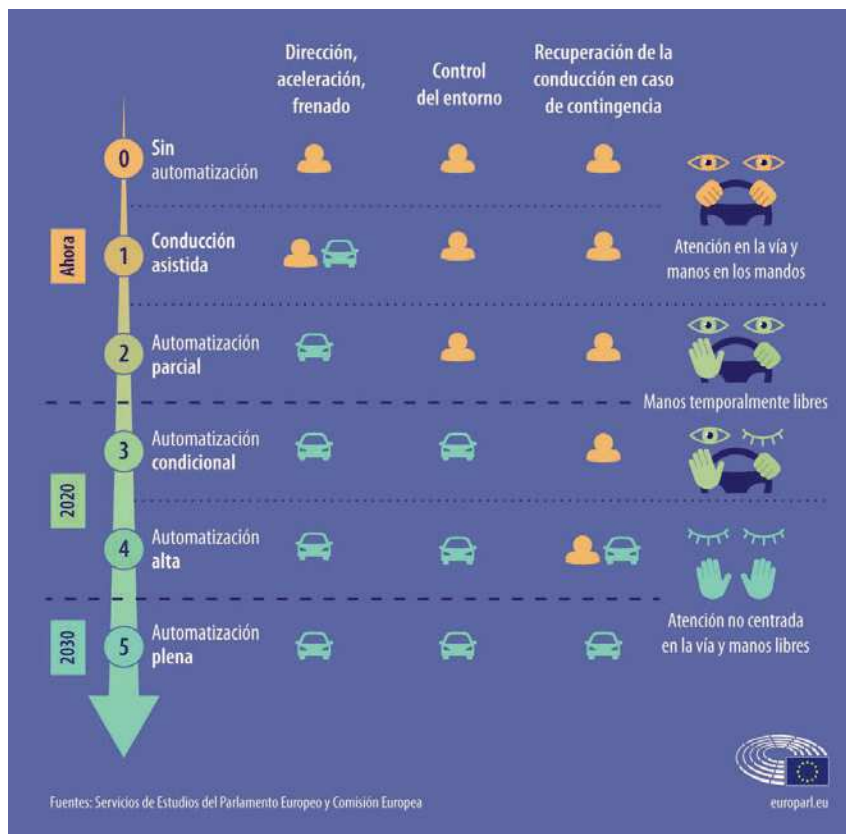 Dirección,
aceleración,
frenado
Control
del entorno
Recuperación de la
conducción en caso
de contingencia
0
Sin
automatización
Ahora
1
Conducción
asistida
Atención en la vía y
manos en los mandos
2
Automatización
parcial
Manos temporalmente libres
3
Automatización
condicional
2020
4
Automatización
alta
2030
5
Automatización
plena
Atención no centrada
en la vía y manos libres
Fuentes: Servicios de Estudios del Parlamento Europeo y Comisión Europea
europarl.eu